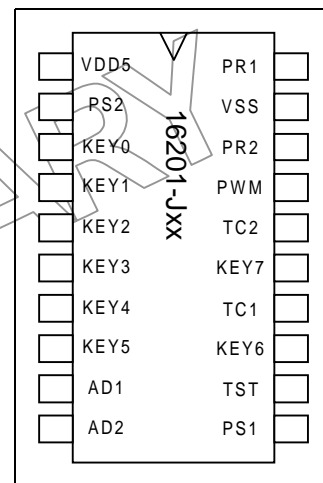 VDD5 PR1
PS2 VSS
KEY0 PR2
KEY1 PWM
KEY2 TC2
KEY3 KEY7
KEY4 TC1
KEY5 KEY6
AD1 TST
AD2 PS1
16201-Jxx
ARY